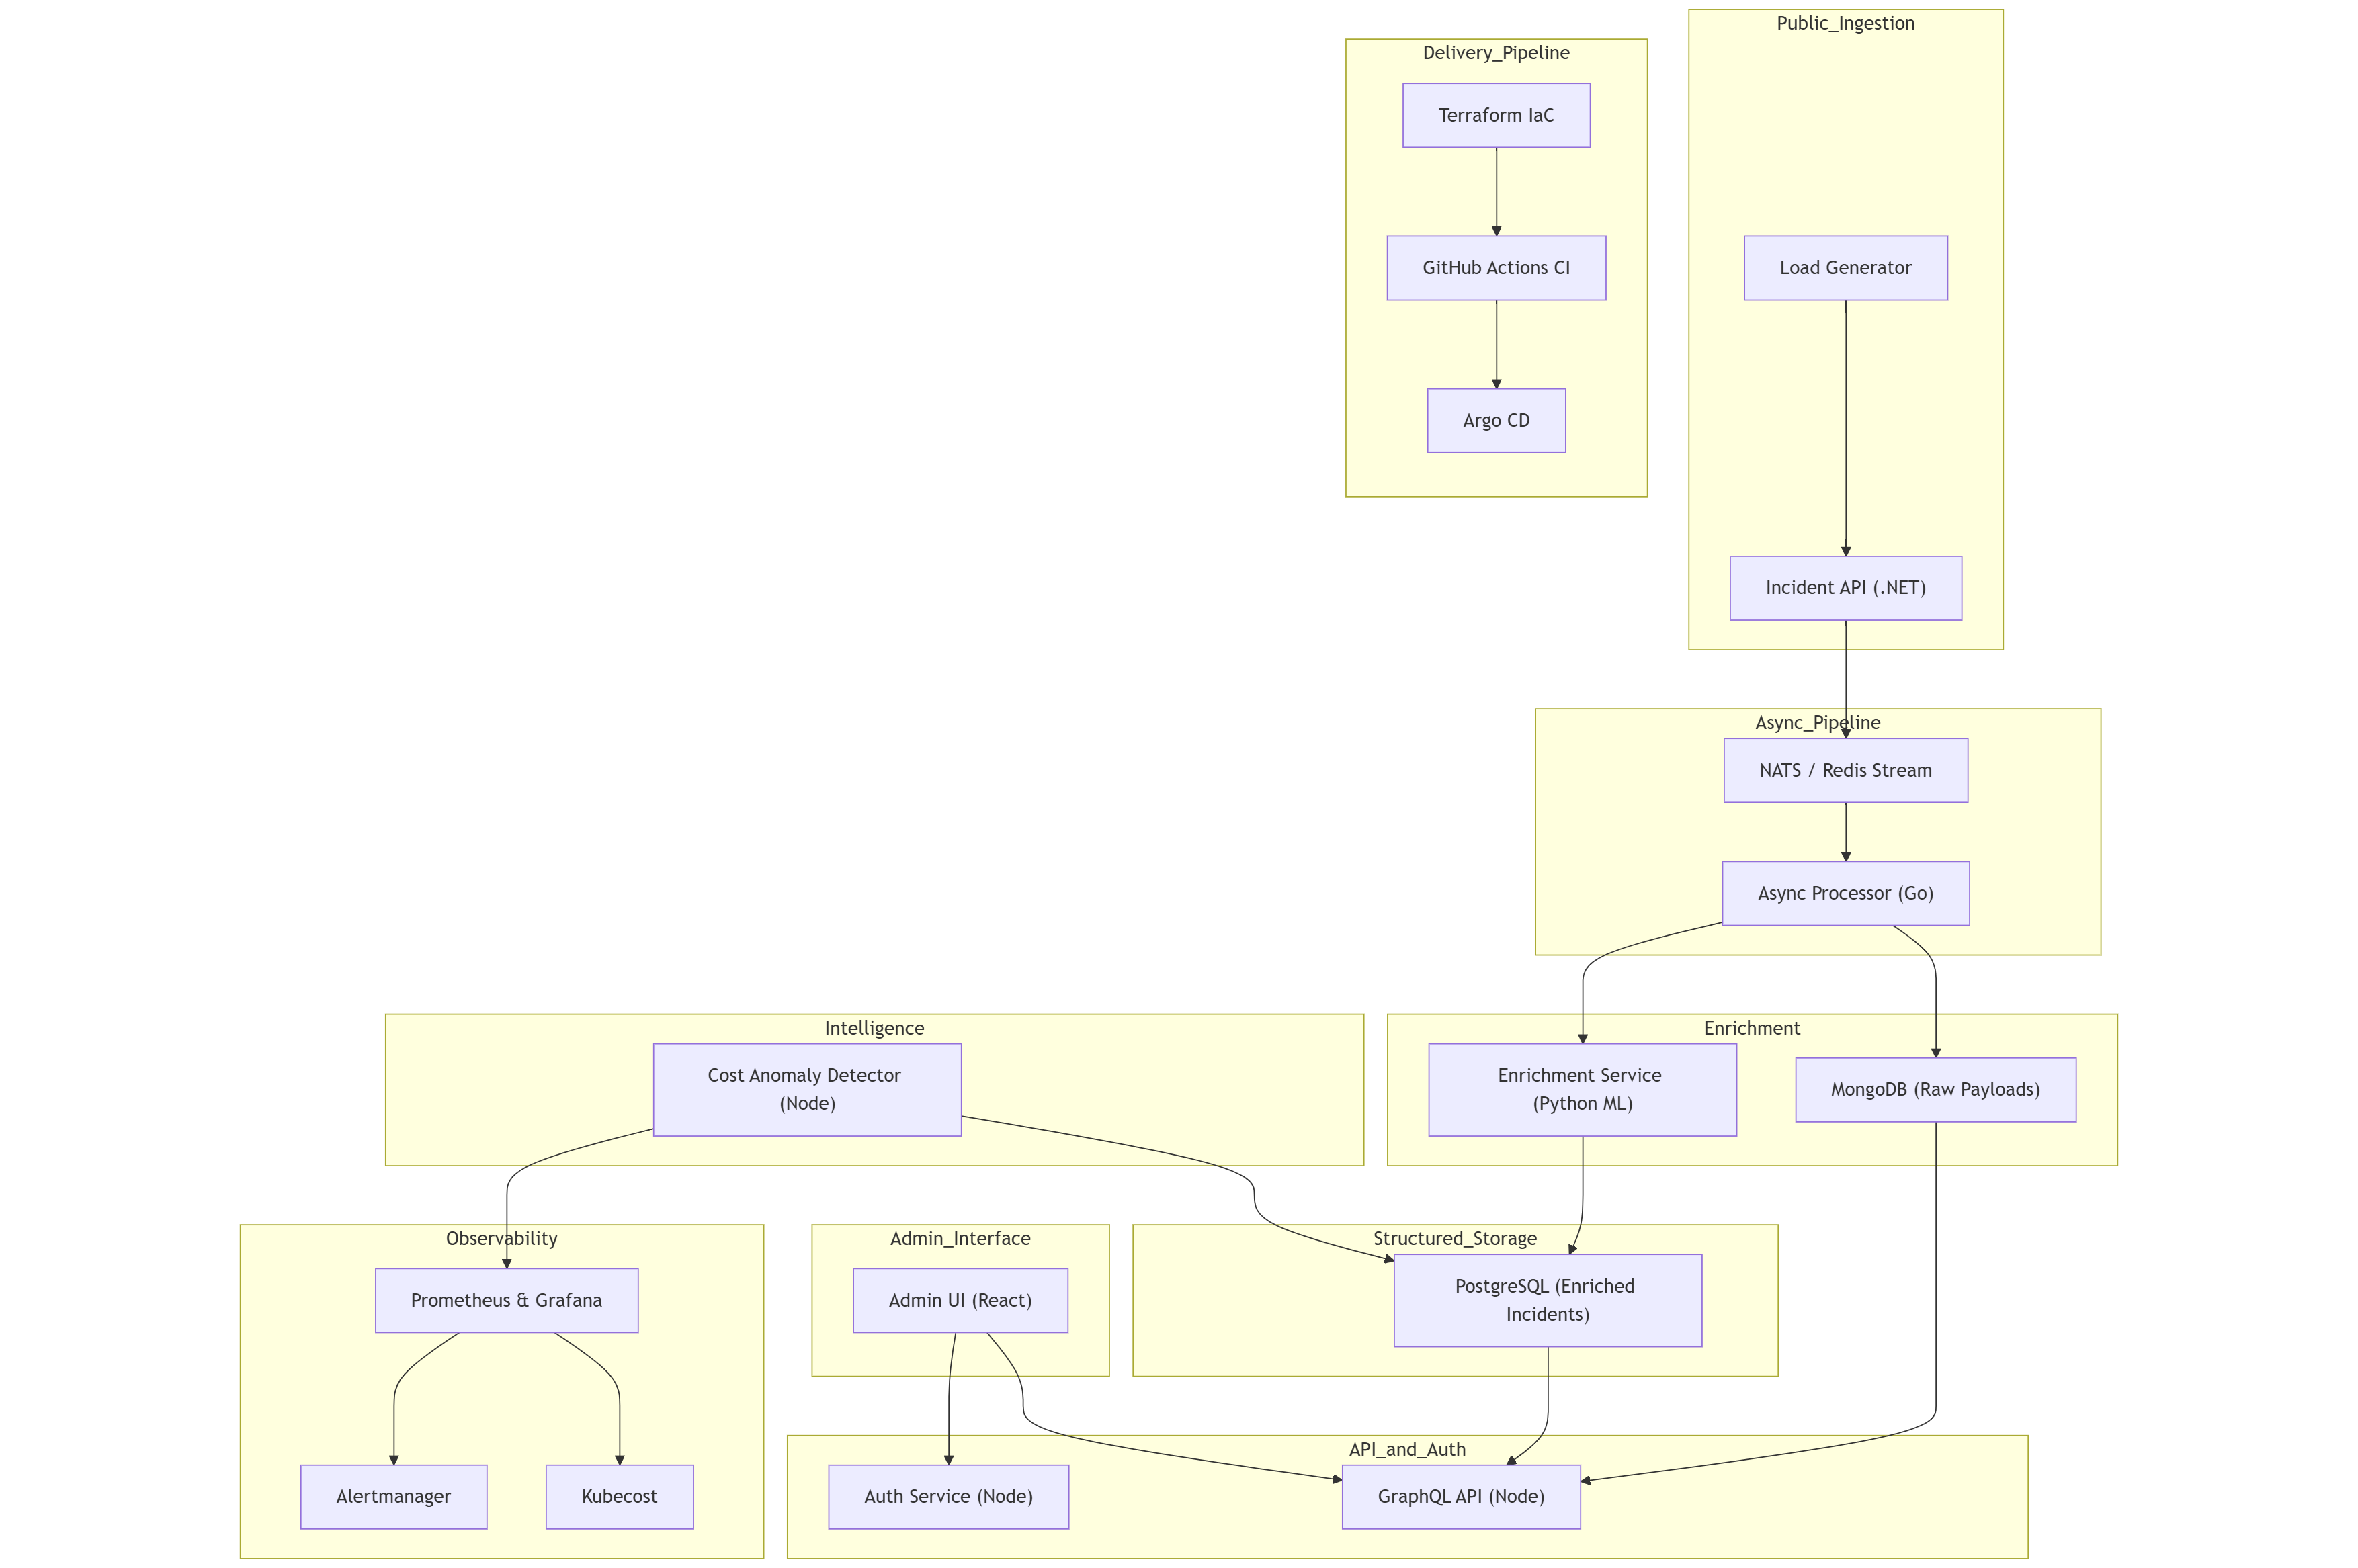 Public_Ingestion
Delivery_Pipeline
Terraform IaC
GitHub Actions CI
Load Generator
Argo CD
Incident API (.NET)
Async_Pipeline
NATS / Redis Stream
Async Processor (Go)
Intelligence
Enrichment
Cost Anomaly Detector
(Node)
Enrichment Service
(Python ML)
MongoDB (Raw Payloads)
Observability
Admin_Interface
Structured_Storage
Prometheus & Grafana
Admin UI (React)
PostgreSQL (Enriched
Incidents)
API_and_Auth
Alertmanager
Kubecost
Auth Service (Node)
GraphQL API (Node)